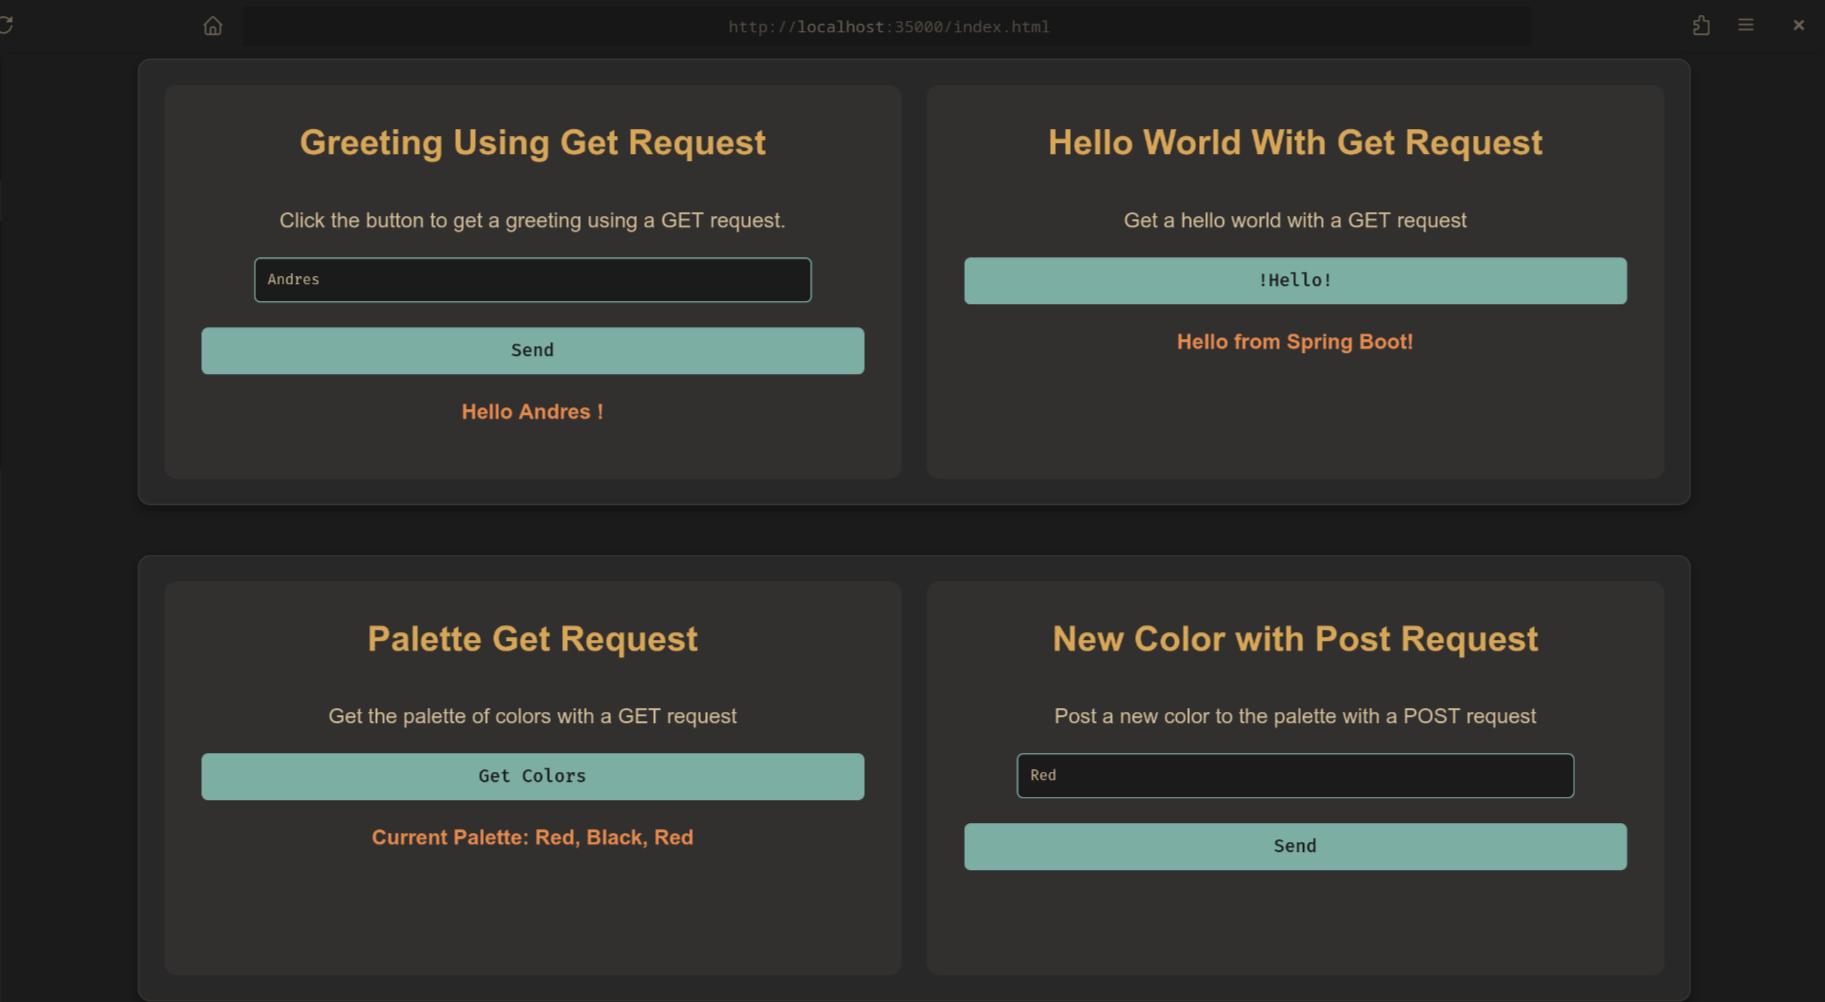 http://localhost:35000/index.html
Greeting Using Get Request
Click the button to get a greeting using a GET request.
Andres
Send
Hello Andres !
Hello World With Get Request
Get a hello world with a GET request
!Hello!
Hello from Spring Boot!
Palette Get Request
Get the palette of colors with a GET request
Get Colors
Current Palette: Red, Black, Red
New Color with Post Request
Post a new color to the palette with a POST request
Red
Send